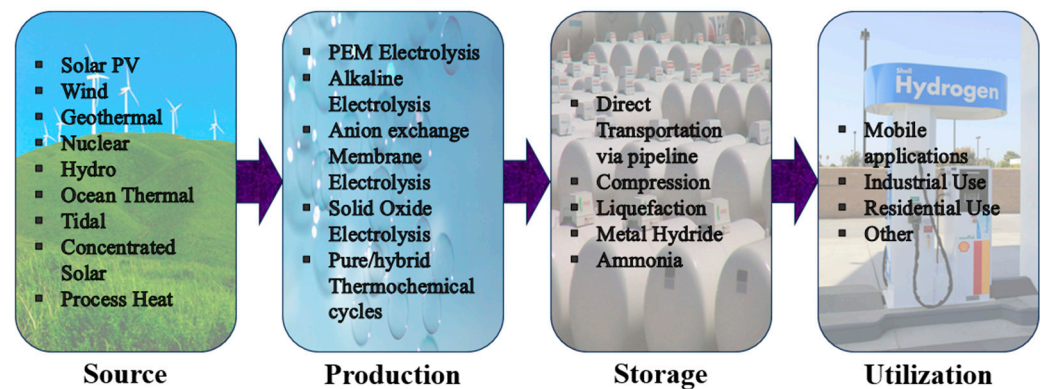 ▪ Solar PV
▪ Wind
▪ Geothermal
▪ Nuclear
▪ Hydro
▪ Ocean Thermal
▪ Tidal
▪ Concentrated
Solar
▪ Process Heat
Source
▪ PEM Electrolysis
▪ Alkaline
Electrolysis
▪ Anion exchange
Membrane
Electrolysis
▪ Solid Oxide
Electrolysis
▪ Pure/hybrid
Thermochemical
cycles
Production
▪ Direct
Transportation
via pipeline
▪ Compression
▪ Liquefaction
▪ Metal Hydride
▪ Ammonia
Storage
Shell
Hydrogen
▪ Mobile
applications
▪ Industrial Use
▪ Residential Use
▪ Other
Utilization